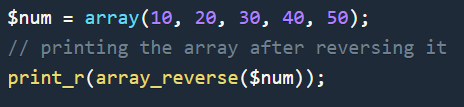 $num = array(10, 20, 30, 40, 50);
// printing the array after reversing it
print_r(array_reverse($num));